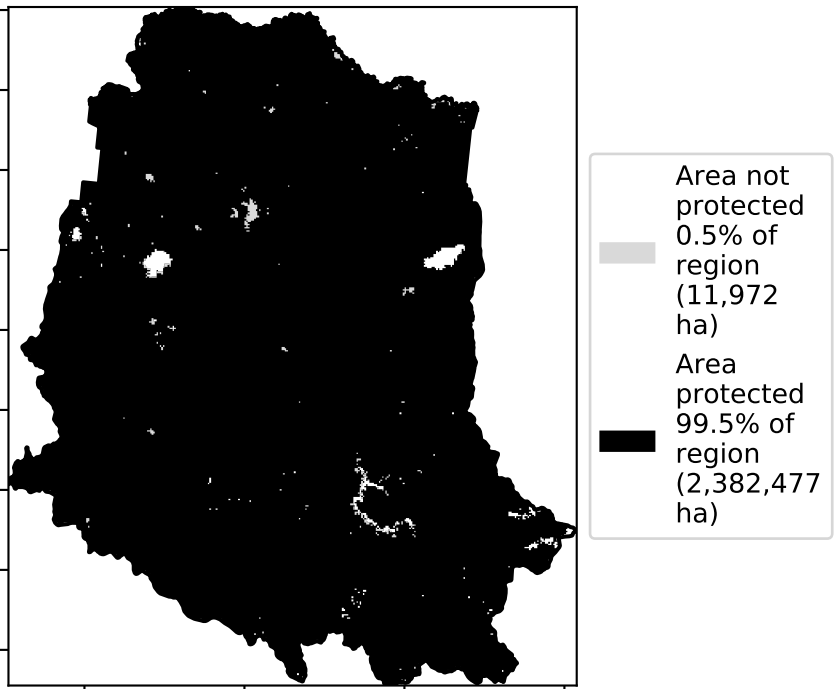 Area not
protected
0.5% of
region
(11,972
ha)
Area
protected
99.5% of
region
(2,382,477
ha)